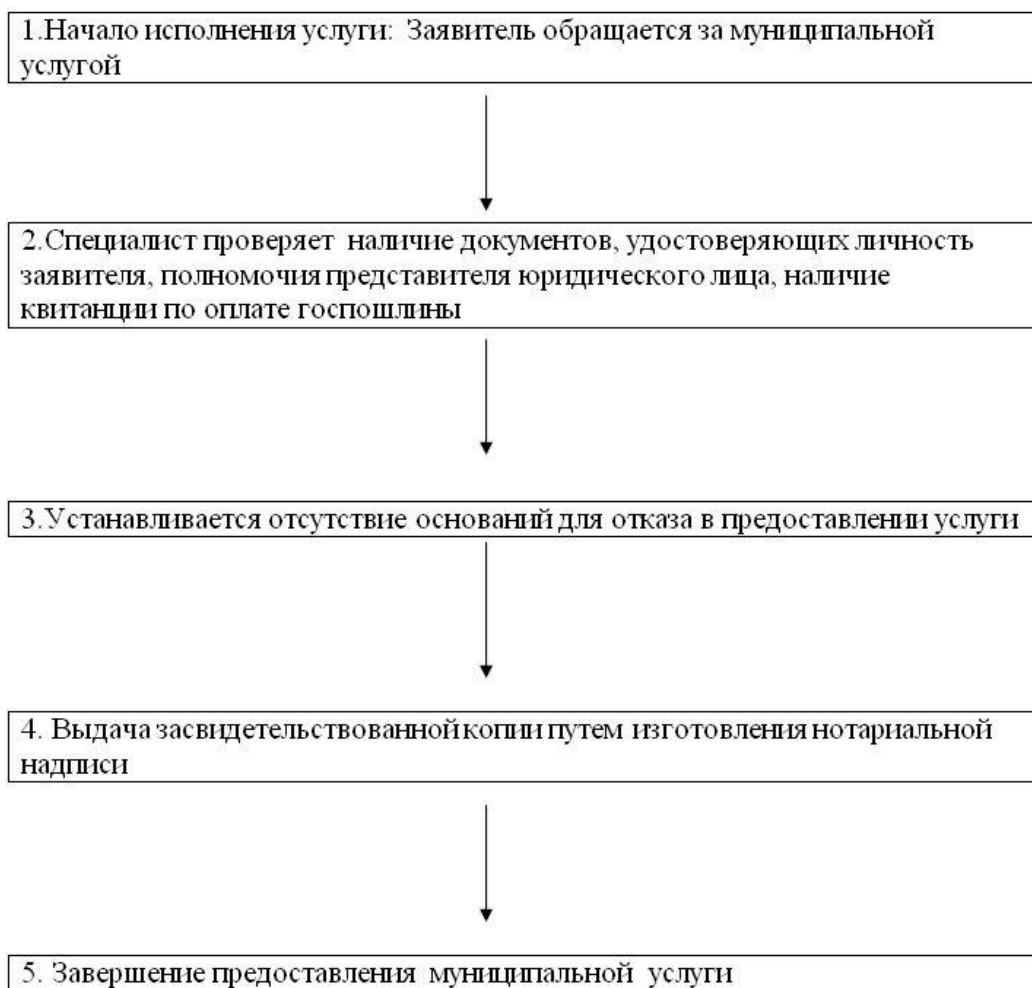 1.Начало исполнения услуги: Заявитель обращается за муниципальной
услугой
2.Специалист проверяет наличие документов, удостоверяющих личность
заявителя, полномочия представителя юридического лица, наличие
квитанции по оплате госпошлины
3.Устанавливается отсутствие оснований для отказа в предоставлении услуги
4. Выдача засвидетельствованной копии путем изготовления нотариальной
надписи
5. Завершение предоставления муниципальной услуги